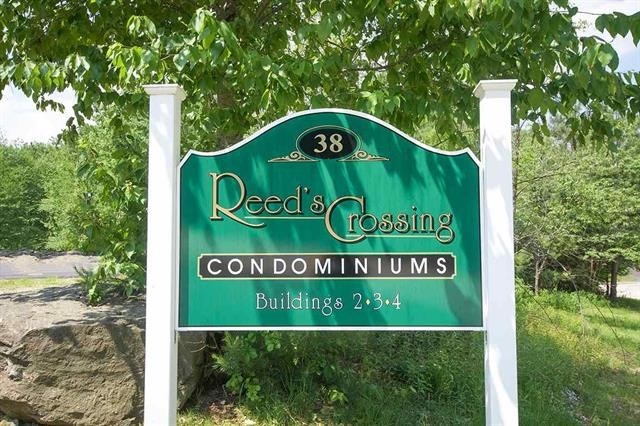 38
Reed's Crossing
CONDOMINIUMS
Buildings 2•3•4